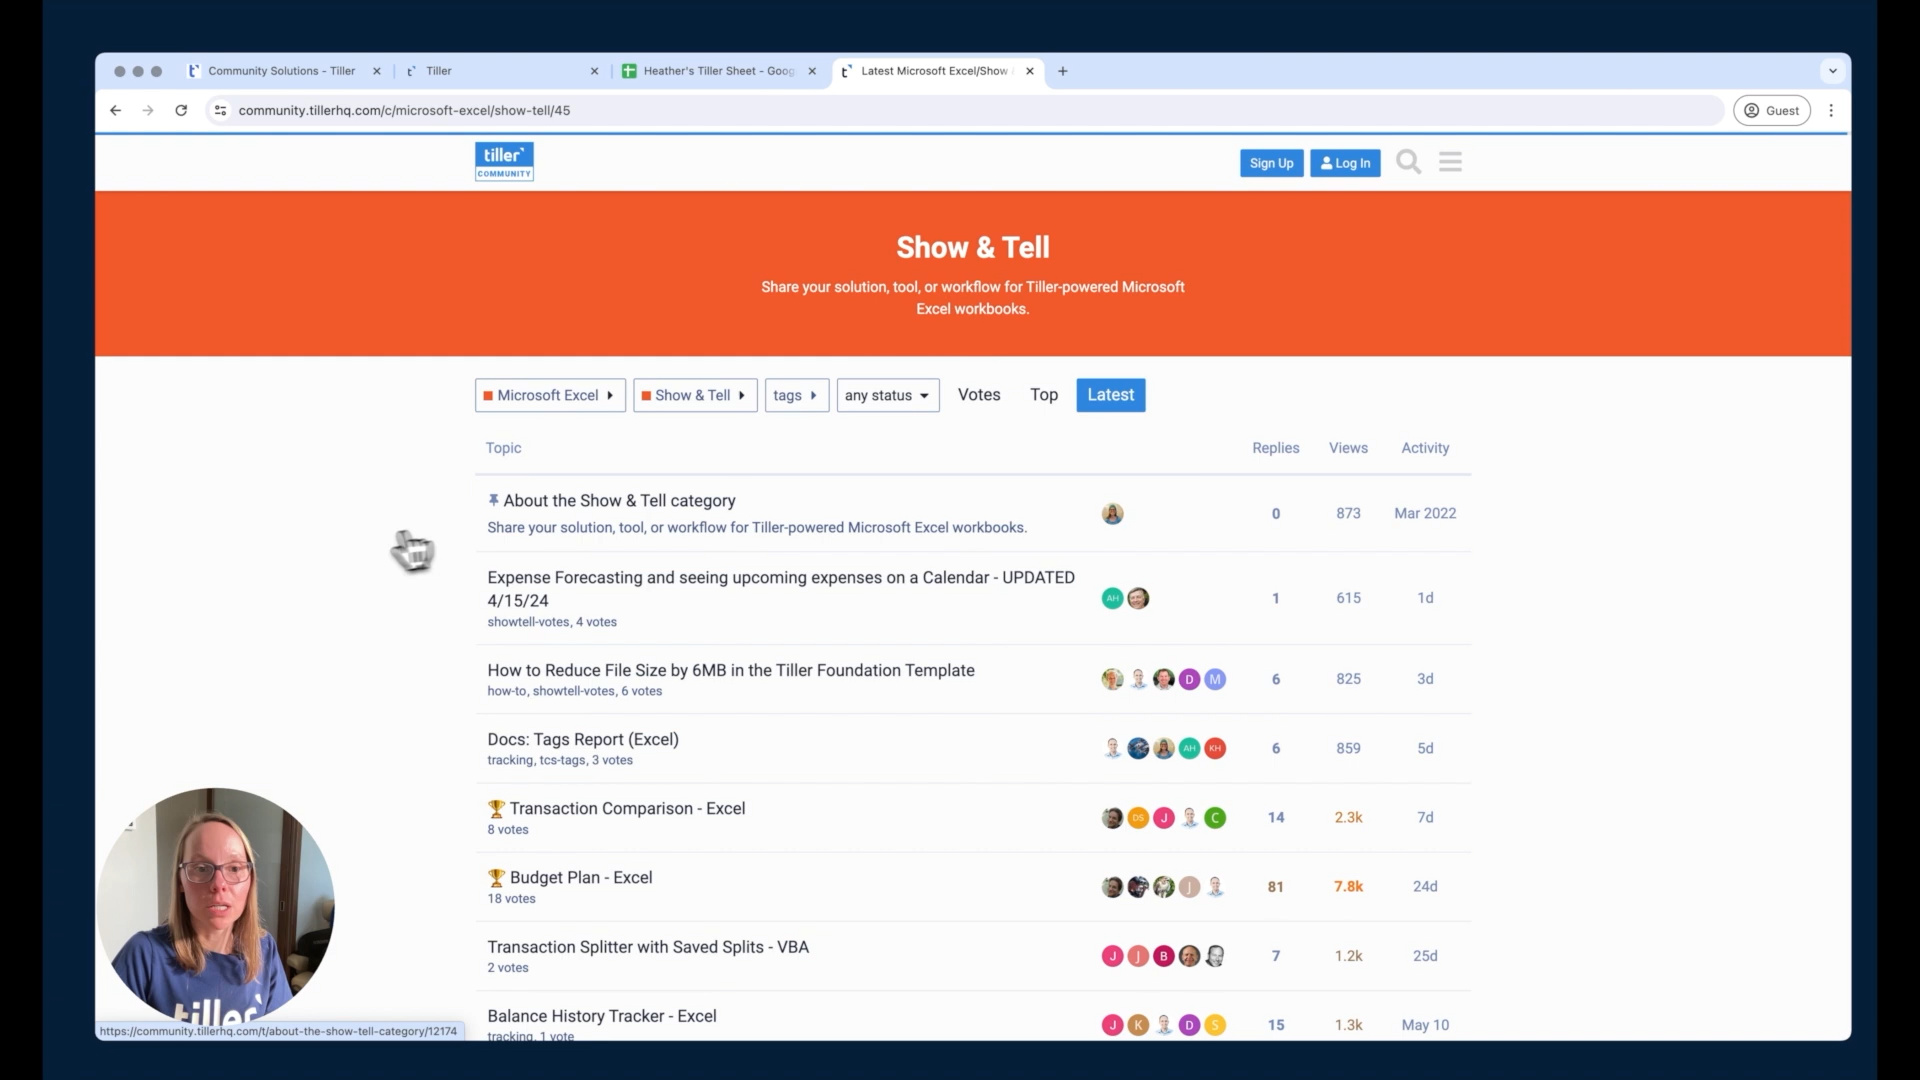 Community Solutions - Tiller
Tiller
Heather's Tiller Sheet - Goog
Latest Microsoft Excel/Show
community.tillerhq.com/c/microsoft-excel/show-tell/45
Guest
tiller
COMMUNITY
Sign Up
Log In
Show & Tell
Share your solution, tool, or workflow for Tiller-powered Microsoft
Excel workbooks.
Microsoft Excel
Show & Tell
tags
any status
Votes
Top
Latest
Topic
Replies
Views
Activity
About the Show & Tell category
Share your solution, tool, or workflow for Tiller-powered Microsoft Excel workbooks.
0
873
Mar 2022
Expense Forecasting and seeing upcoming expenses on a Calendar - UPDATED
4/15/24
showtell-votes, 4 votes
AH
1
615
1d
How to Reduce File Size by 6MB in the Tiller Foundation Template
how-to, showtell-votes, 6 votes
D
M
6
825
3d
Docs: Tags Report (Excel)
tracking, tcs-tags, 3 votes
AH
KH
6
859
5d
Transaction Comparison - Excel
8 votes
DS
J
C
14
2.3k
7d
Budget Plan - Excel
18 votes
J
81
7.8k
24d
Transaction Splitter with Saved Splits - VBA
2 votes
J
J
B
7
1.2k
25d
Balance History Tracker - Excel
tracking, 1 vote
J
K
D
S
15
1.3k
May 10
tiller
https://community.tillerhq.com/t/about-the-show-tell-category/12174